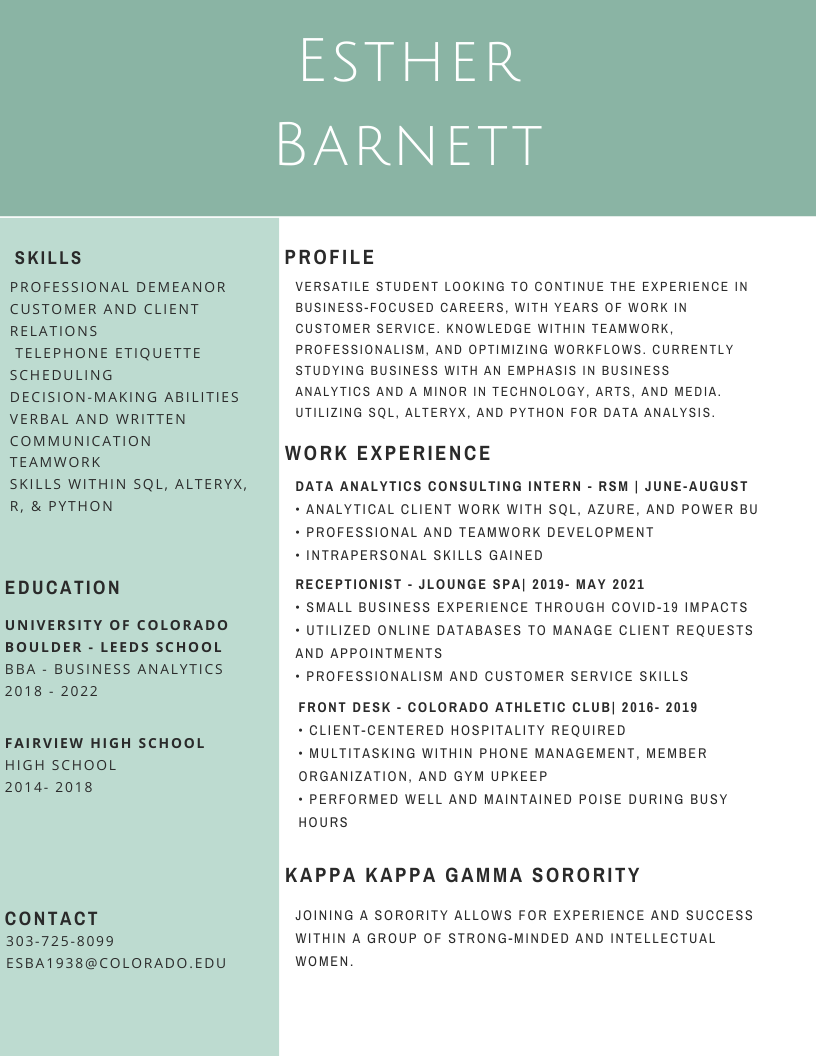 ESTHER
BARNETT
SKILLS
PROFESSIONAL DEMEANOR
CUSTOMER AND CLIENT
RELATIONS
TELEPHONE ETIQUETTE
SCHEDULING
DECISION-MAKING ABILITIES
VERBAL AND WRITTEN
COMMUNICATION
TEAMWORK
SKILLS WITHIN SQL, ALTERYX,
R, & PYTHON
EDUCATION
UNIVERSITY OF COLORADO
BOULDER - LEEDS SCHOOL
BBA - BUSINESS ANALYTICS
2018 - 2022
FAIRVIEW HIGH SCHOOL
HIGH SCHOOL
2014- 2018
CONTACT
303-725-8099
ESBA1938@COLORADO.EDU
PROFILE
VERSATILE STUDENT LOOKING TO CONTINUE THE EXPERIENCE IN
BUSINESS-FOCUSED CAREERS, WITH YEARS OF WORK IN
CUSTOMER SERVICE. KNOWLEDGE WITHIN TEAMWORK,
PROFESSIONALISM, AND OPTIMIZING WORKFLOWS. CURRENTLY
STUDYING BUSINESS WITH AN EMPHASIS IN BUSINESS
ANALYTICS AND A MINOR IN TECHNOLOGY, ARTS, AND MEDIA.
UTILIZING SQL, ALTERYX, AND PYTHON FOR DATA ANALYSIS.
WORK EXPERIENCE
DATA ANALYTICS CONSULTING INTERN - RSM | JUNE-AUGUST
• ANALYTICAL CLIENT WORK WITH SQL, AZURE, AND POWER BU
• PROFESSIONAL AND TEAMWORK DEVELOPMENT
• INTRAPERSONAL SKILLS GAINED
RECEPTIONIST - JLOUNGE SPA| 2019- MAY 2021
• SMALL BUSINESS EXPERIENCE THROUGH COVID-19 IMPACTS
• UTILIZED ONLINE DATABASES TO MANAGE CLIENT REQUESTS
AND APPOINTMENTS
• PROFESSIONALISM AND CUSTOMER SERVICE SKILLS
FRONT DESK - COLORADO ATHLETIC CLUB| 2016- 2019
• CLIENT-CENTERED HOSPITALITY REQUIRED
• MULTITASKING WITHIN PHONE MANAGEMENT, MEMBER
ORGANIZATION, AND GYM UPKEEP
• PERFORMED WELL AND MAINTAINED POISE DURING BUSY
HOURS
KAPPA KAPPA GAMMA SORORITY
JOINING A SORORITY ALLOWS FOR EXPERIENCE AND SUCCESS
WITHIN A GROUP OF STRONG-MINDED AND INTELLECTUAL
WOMEN.